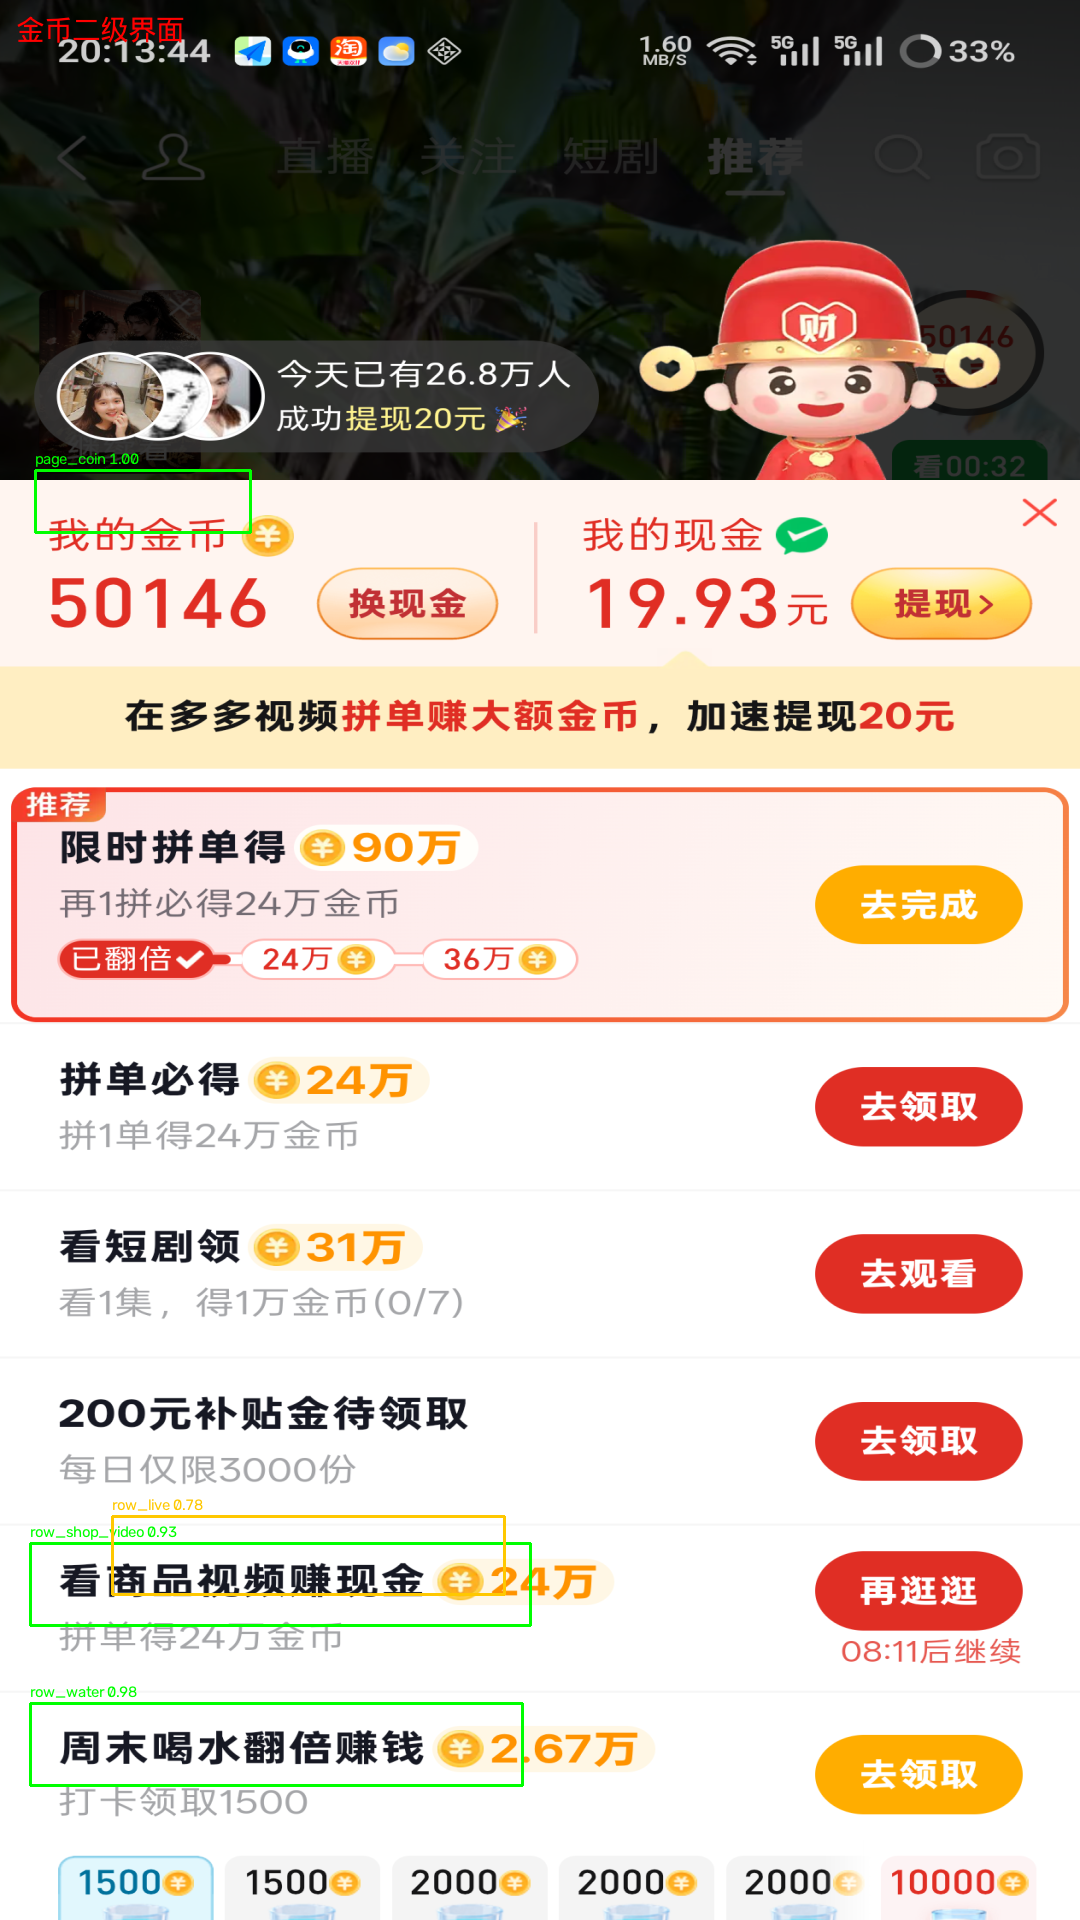 金币二级界面
20:13:44
1.60 MB/S 5G 5G 33%
直播 关注 短剧 推荐
财
50146
今天已有26.8万人
成功提现20元
看00:32
page_coin 1.00
我的金币
我的现金
50146 换现金
19.93元 提现>
在多多视频拼单赚大额金币，加速提现20元
推荐
限时拼单得 90万
再1拼必得24万金币
去完成
已翻倍 24万 36万
拼单必得 24万
拼1单得24万金币
去领取
看短剧领 31万
看1集，得1万金币(0/7)
去观看
200元补贴金待领取
每日仅限3000份
去领取
row_live 0.78
row_shop_video 0.93
看商品视频赚现金 24万
拼单得24万金币
再逛逛
08:11后继续
row_water 0.98
周末喝水翻倍赚钱 2.67万
打卡领取1500
去领取
1500 1500 2000 2000 2000 10000